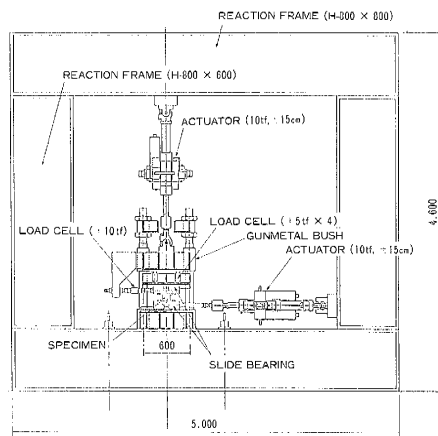 REACTION FRAME (H-800 × 800)
REACTION FRAME (H-800 × 600)
ACTUATOR (10tf, ±15cm)
LOAD CELL (±5tf × 4)
LOAD CELL (±10tf)
GUNMETAL BUSH
ACTUATOR (10tf, ±15cm)
4.600
SPECIMEN
600
SLIDE BEARING
5.000